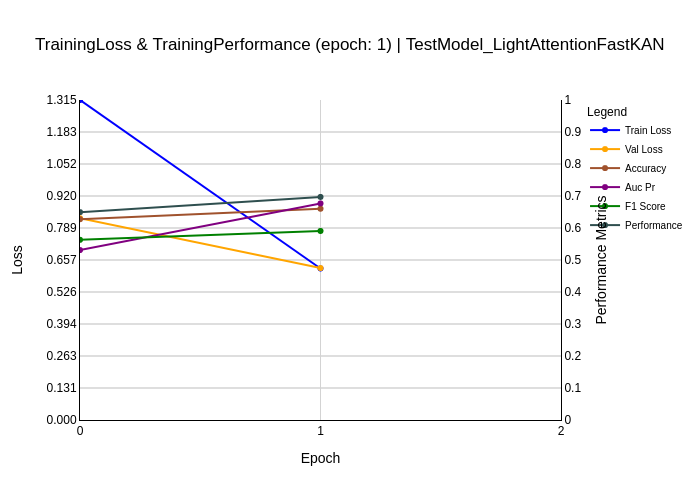 TrainingLoss & TrainingPerformance (epoch: 1) | TestModel_LightAttentionFastKAN
1.315
1.183
1.052
0.920
0.789
0.657
0.526
0.394
0.263
0.131
0.000
Loss
0
1
2
Epoch
1
0.9
0.8
0.7
0.6
0.5
0.4
0.3
0.2
0.1
0
Performance Metrics
Legend
Train Loss
Val Loss
Accuracy
Auc Pr
F1 Score
Performance